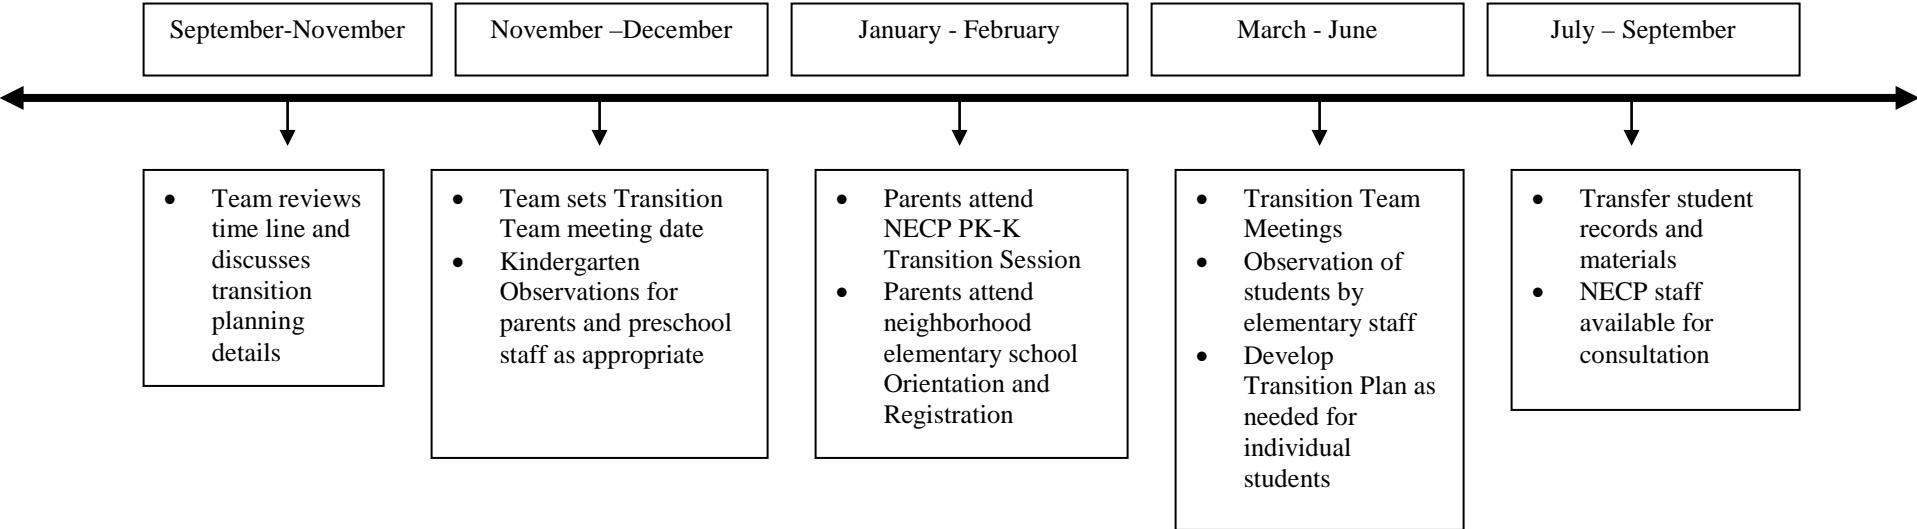 September-November
November –December
January - February
March - June
July – September
• Team reviews
time line and
discusses
transition
planning
details
• Team sets Transition
Team meeting date
• Kindergarten
Observations for
parents and preschool
staff as appropriate
• Parents attend
NECP PK-K
Transition Session
• Parents attend
neighborhood
elementary school
Orientation and
Registration
• Transition Team
Meetings
• Observation of
students by
elementary staff
• Develop
Transition Plan as
needed for
individual
students
• Transfer student
records and
materials
• NECP staff
available for
consultation